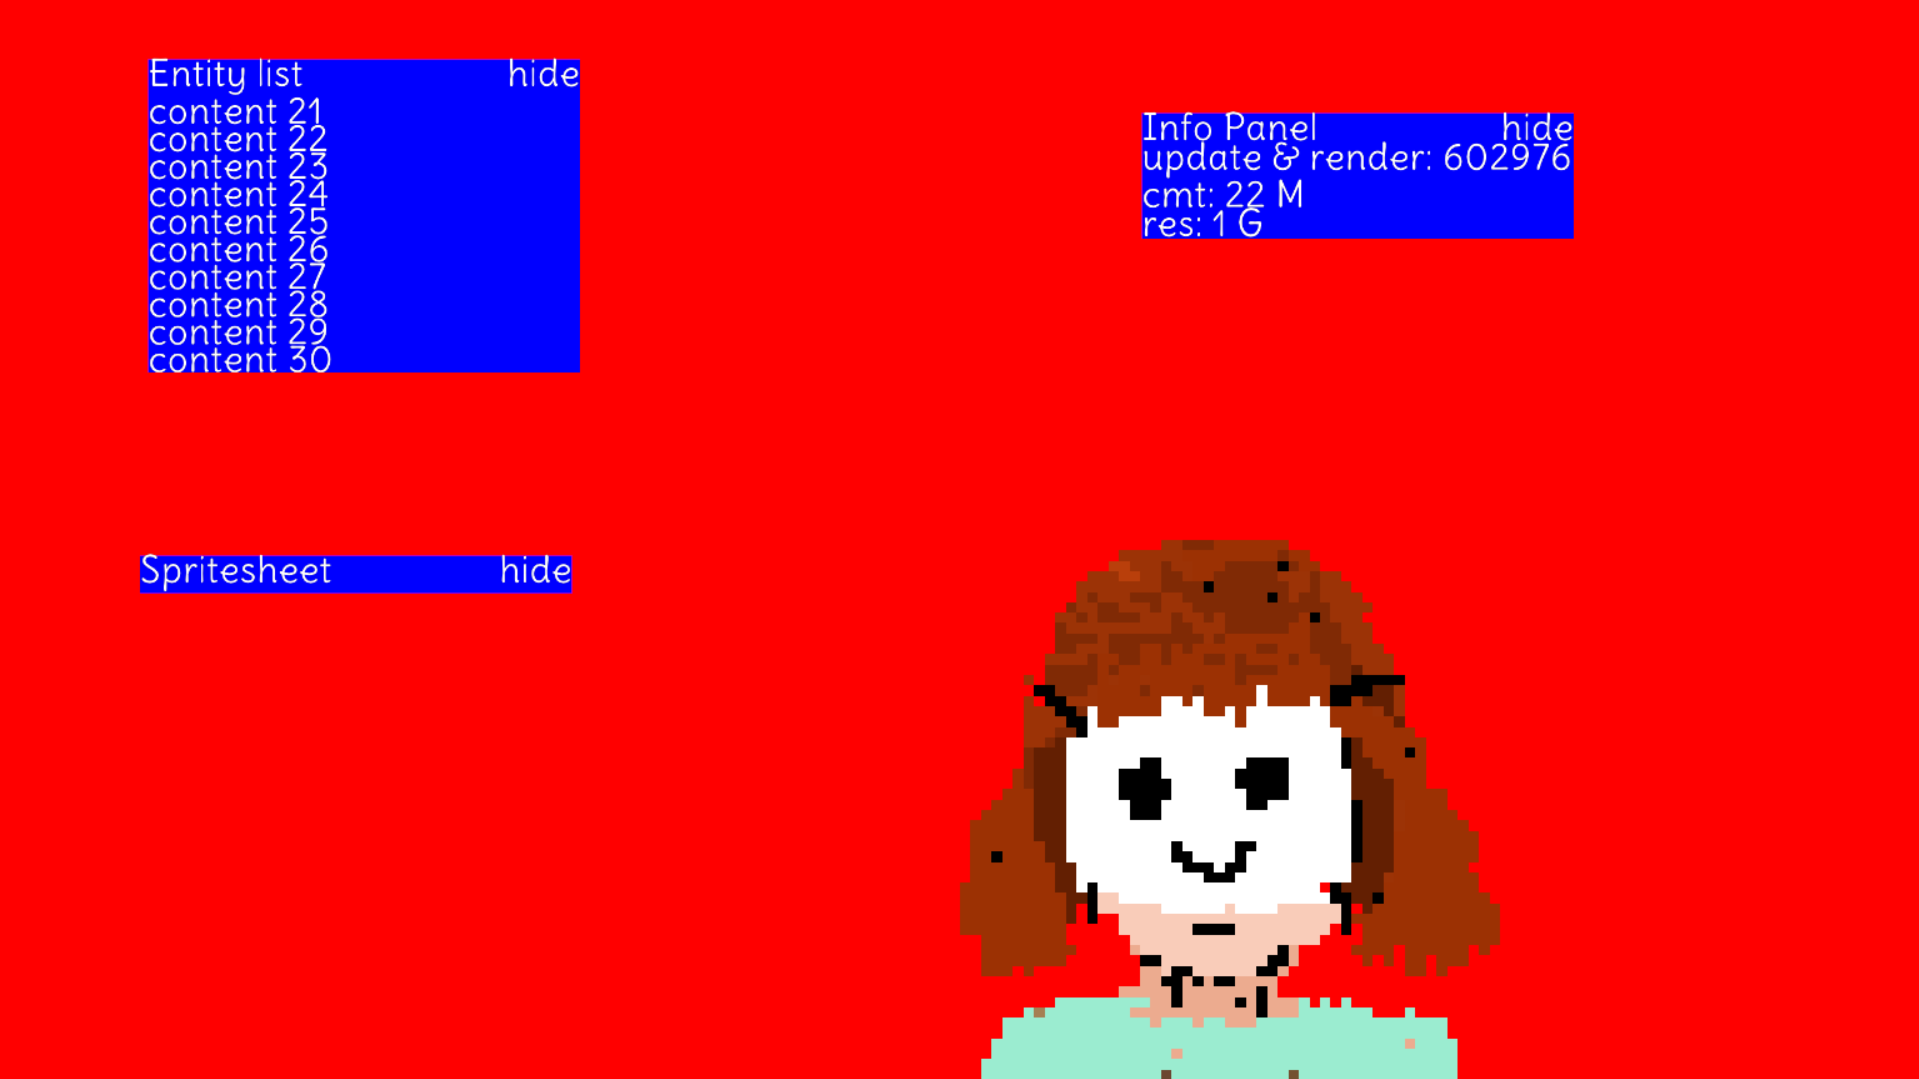 Entity list hide
content 21
content 22
content 23
content 24
content 25
content 26
content 27
content 28
content 29
content 30
Info Panel hide
update & render: 602976
cmt: 22 M
res: 1 G
Spritesheet hide